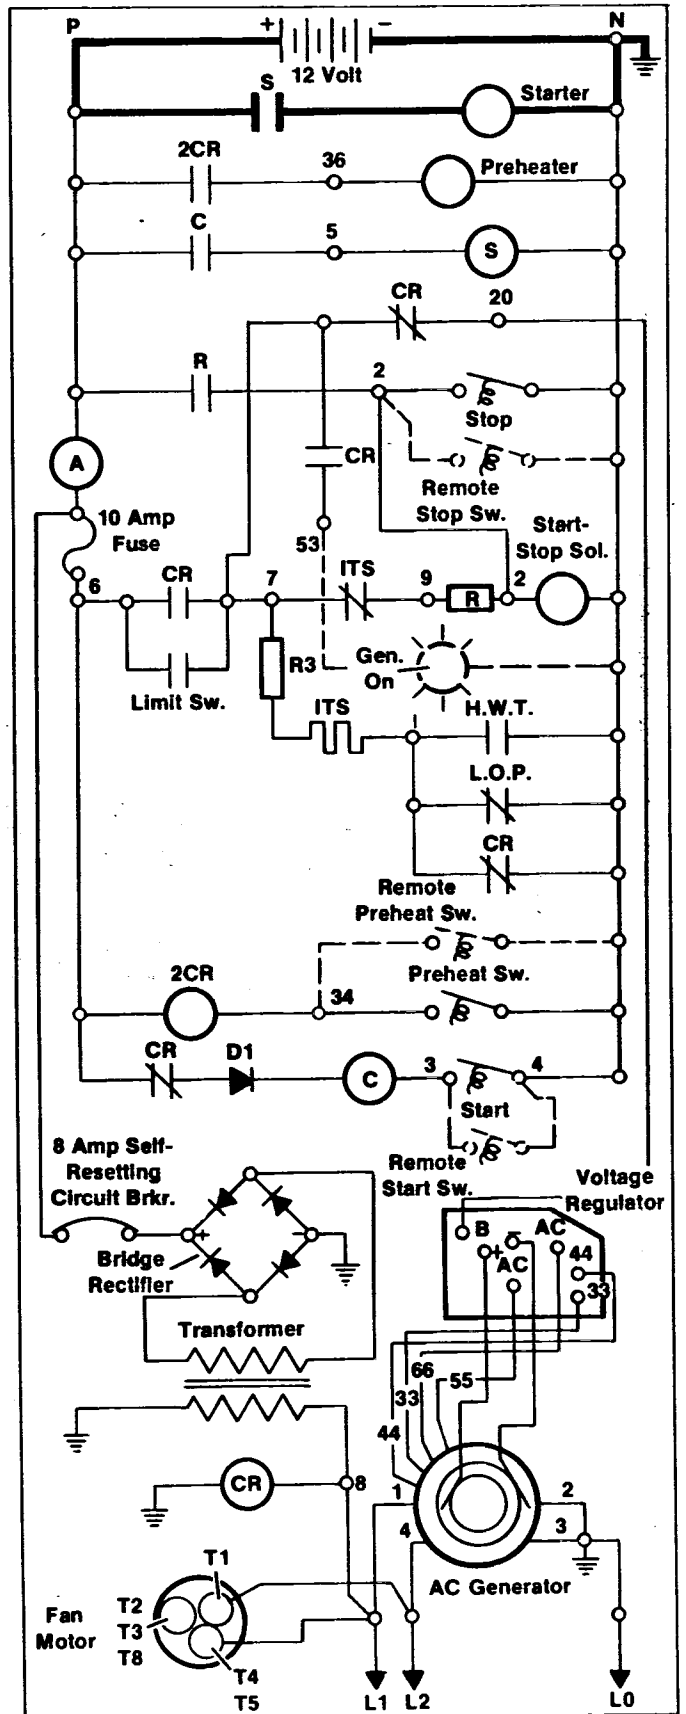 P + − N
12 Volt
S Starter
2CR 36 Preheater
C 5 S
CR 20
R 2
Stop
A CR
Remote
Stop Sw.
10 Amp
Fuse
53
Start-
Stop Sol.
6 CR 7 ITS 9 R 2
R3
Gen.
On
Limit Sw.
ITS H.W.T.
L.O.P.
CR
Remote
Preheat Sw.
Preheat Sw.
2CR 34
CR D1 C 3 4
Start
Remote
Start Sw.
8 Amp Self-
Resetting
Circuit Brkr.
Voltage
Regulator
+ −
Bridge
Rectifier
B + − AC AC 44 33
Transformer
66
55
33
44
CR 8
1 2
4 3
AC Generator
T1
Fan
Motor
T2
T3
T8
T4
T5
L1 L2 L0